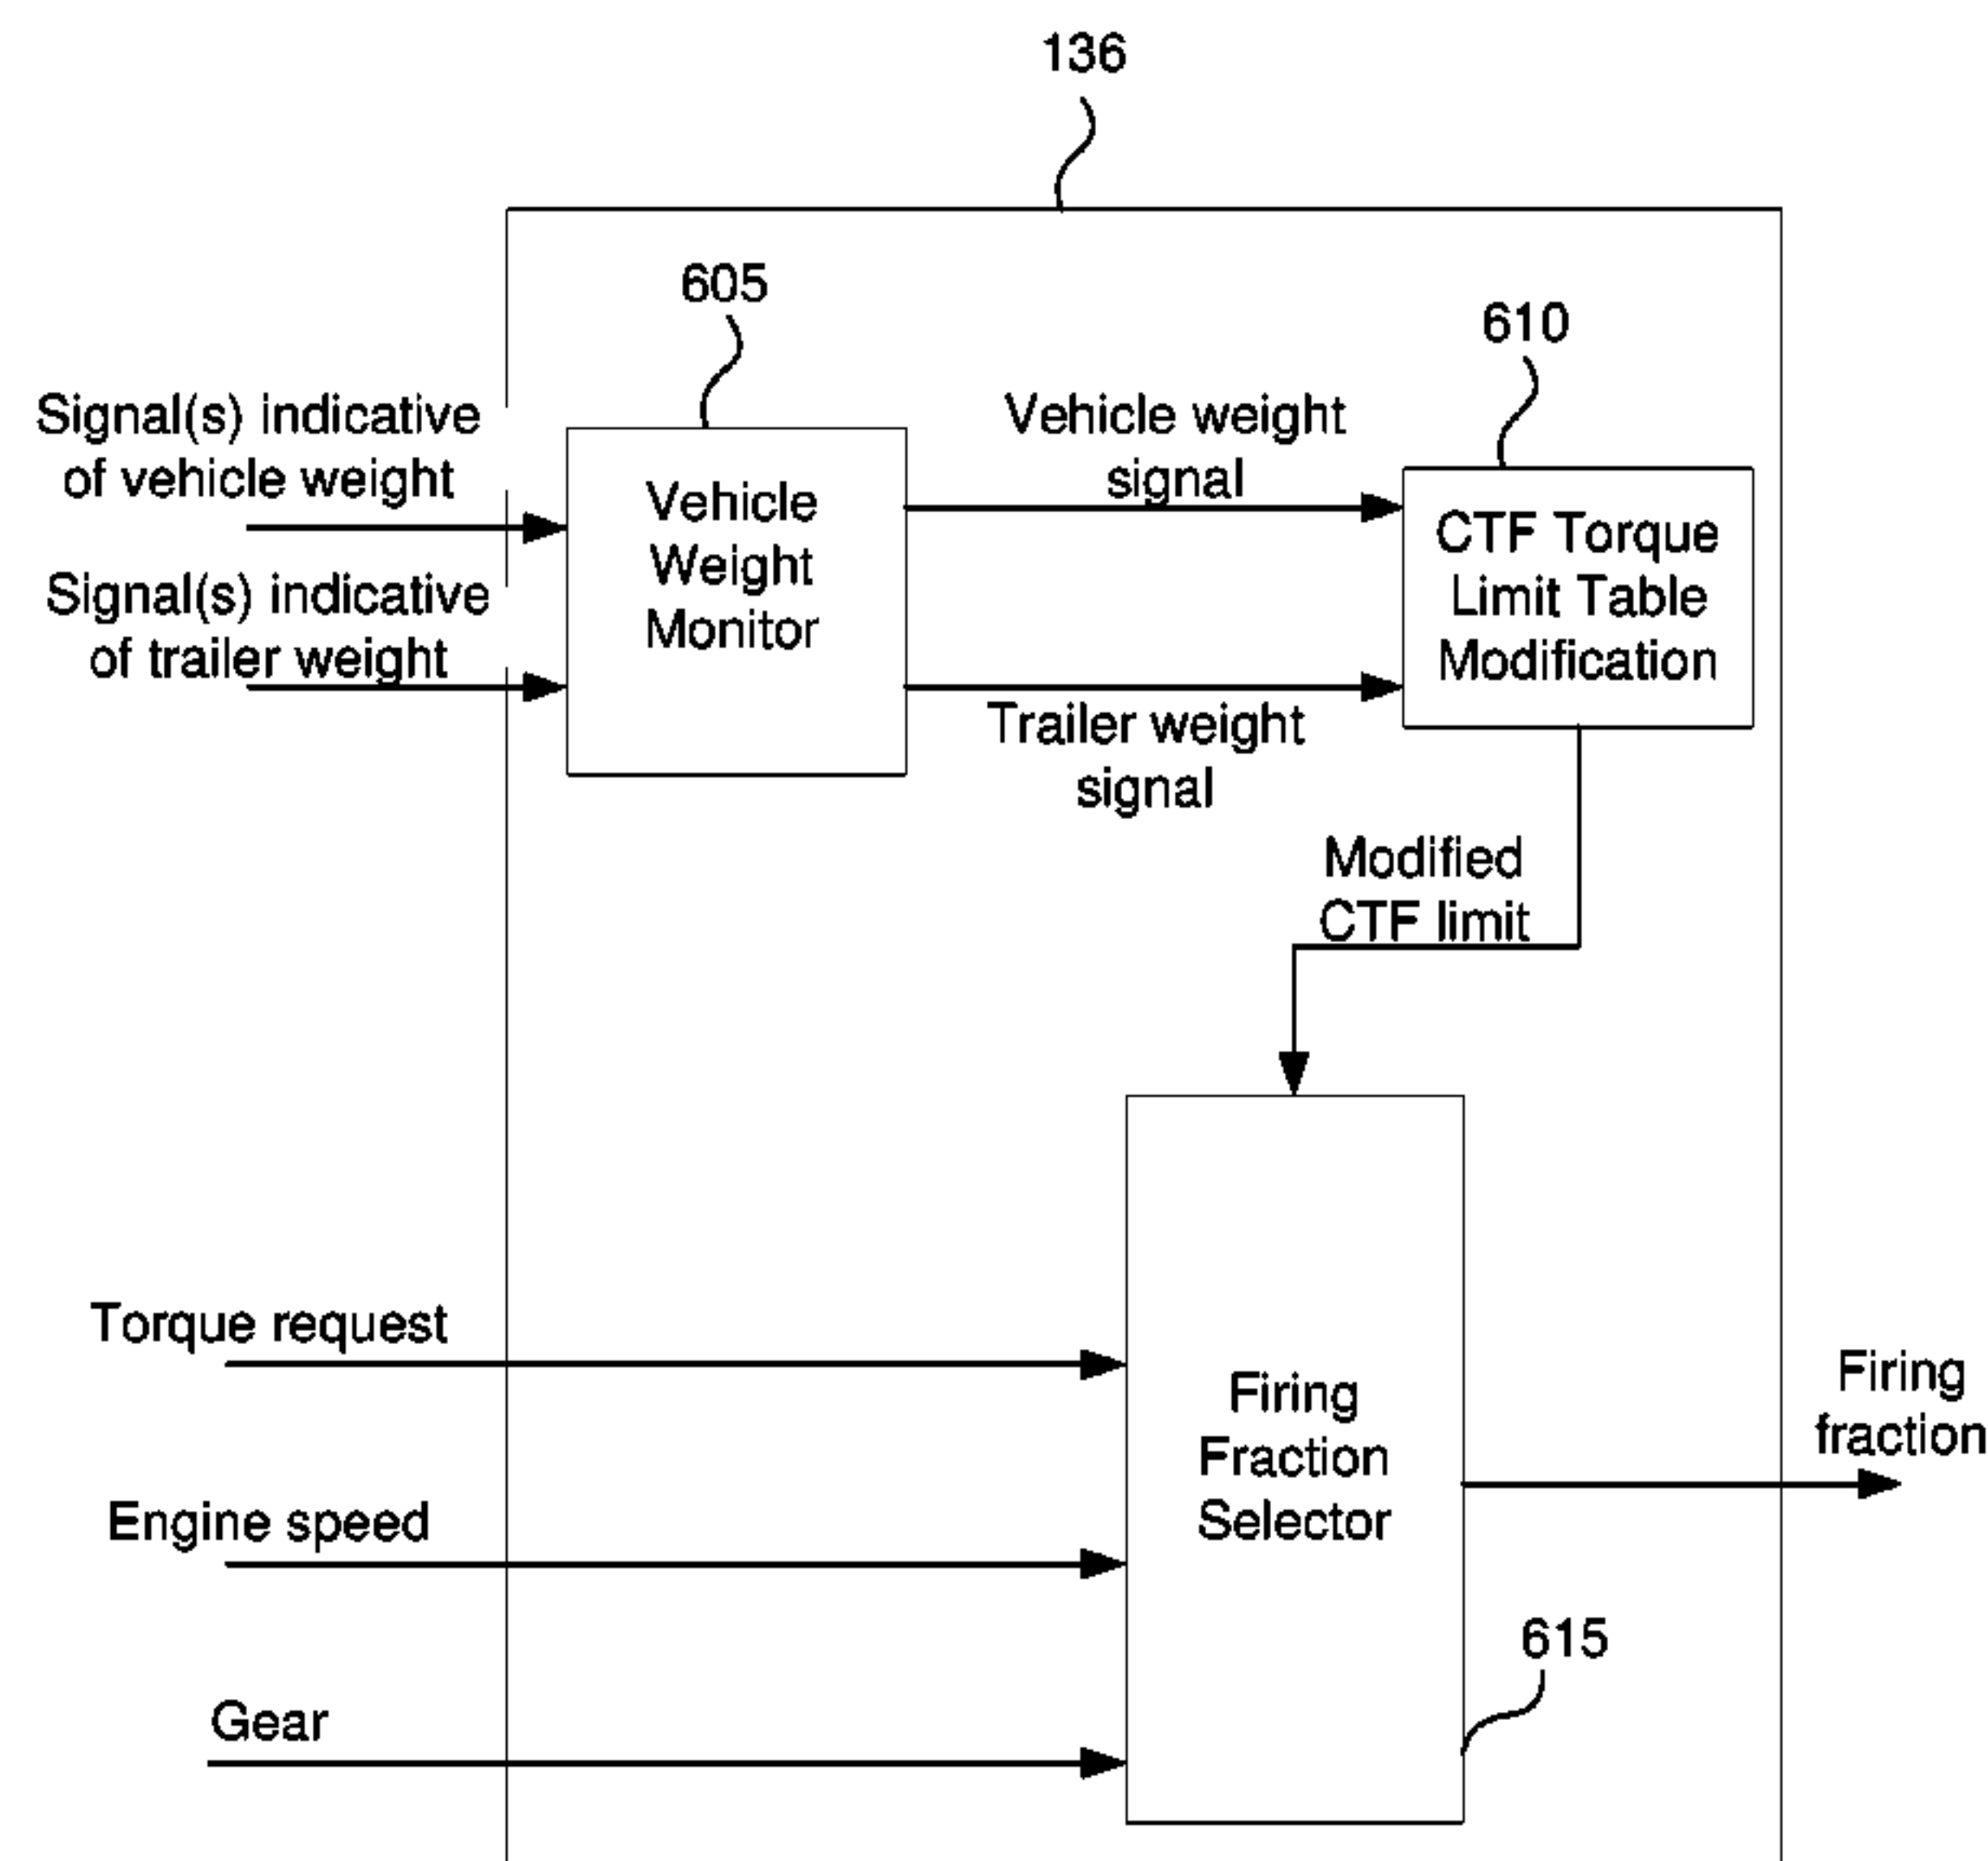 136
605
610
Signal(s) indicative
of vehicle weight
Signal(s) indicative
of trailer weight
Vehicle
Weight
Monitor
Vehicle weight
signal
Trailer weight
signal
CTF Torque
Limit Table
Modification
Modified
CTF limit
Torque request
Engine speed
Gear
Firing
Fraction
Selector
615
Firing
fraction